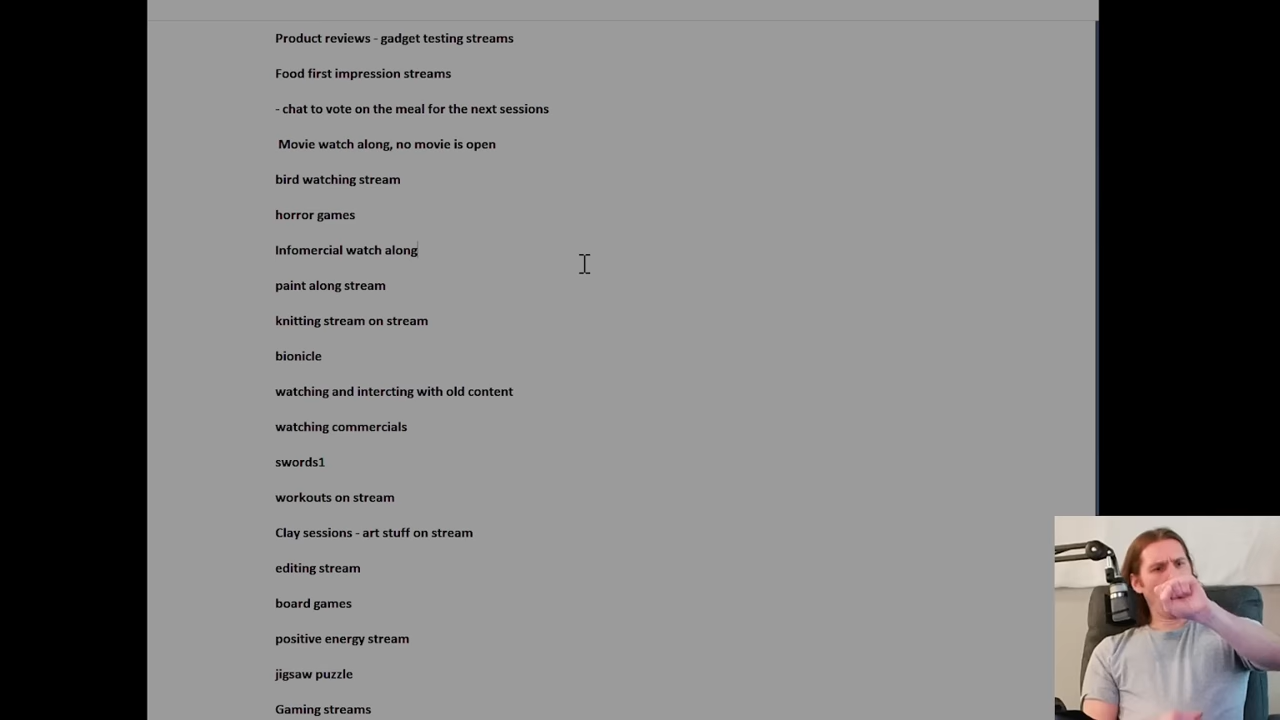 Product reviews - gadget testing streams
Food first impression streams
- chat to vote on the meal for the next sessions
Movie watch along, no movie is open
bird watching stream
horror games
Infomercial watch along
paint along stream
knitting stream on stream
bionicle
watching and intercting with old content
watching commercials
swords1
workouts on stream
Clay sessions - art stuff on stream
editing stream
board games
positive energy stream
jigsaw puzzle
Gaming streams